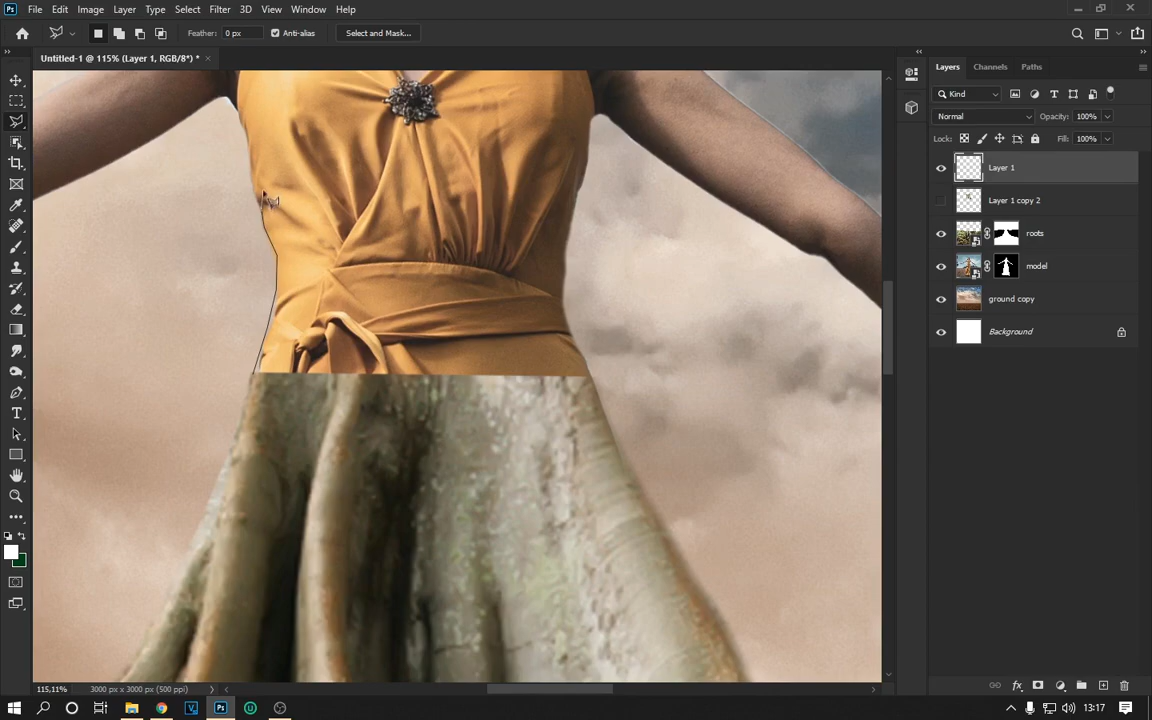 Ps File Edit Image Layer Type Select Filter 3D View Window Help
Feather: 0 px Anti-alias Select and Mask...
Untitled-1 @ 115% (Layer 1, RGB/8*) * ×
Layers Channels Paths
Kind
Normal Opacity: 100%
Lock: Fill: 100%
Layer 1
Layer 1 copy 2
roots
model
ground copy
Background
T
115,11% 3000 px x 3000 px (500 ppi)
fx
Ps 13:17